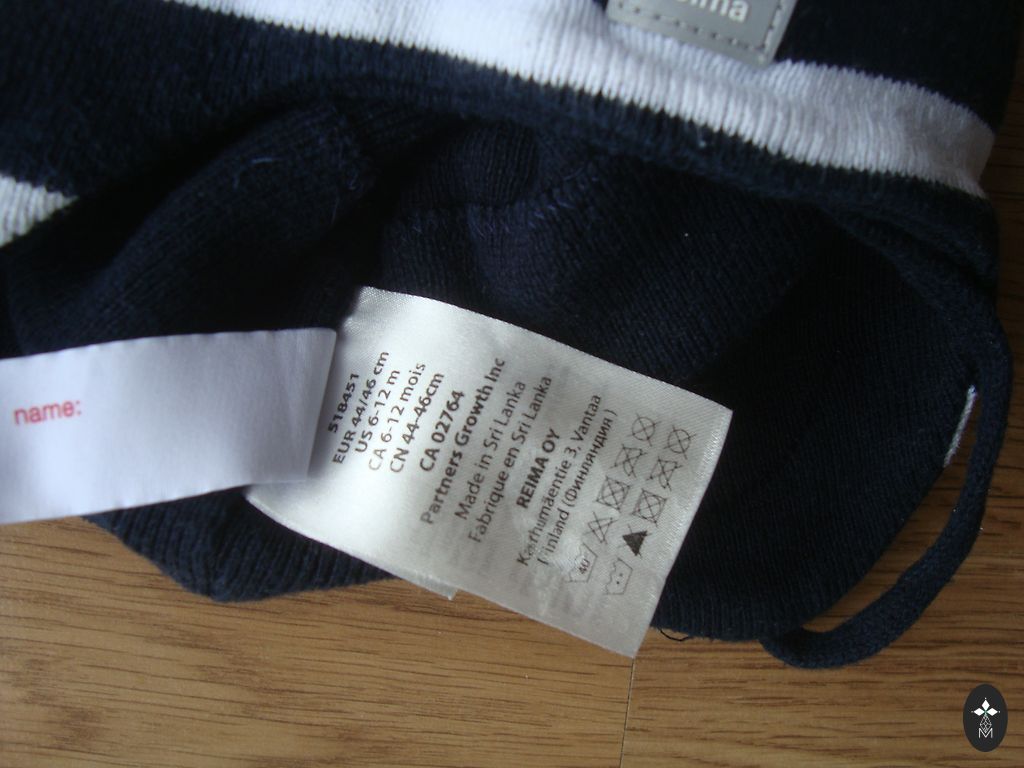 name:
518451
EUR 44/46 cm
US 6-12 m
CA 6-12 mois
CN 44-46cm
CA 02764
Partners Growth Inc
Made in Sri Lanka
Fabrique en Sri Lanka
REIMA OY
Karhumäentie 3, Vantaa
Finland (Финляндия)
40
M